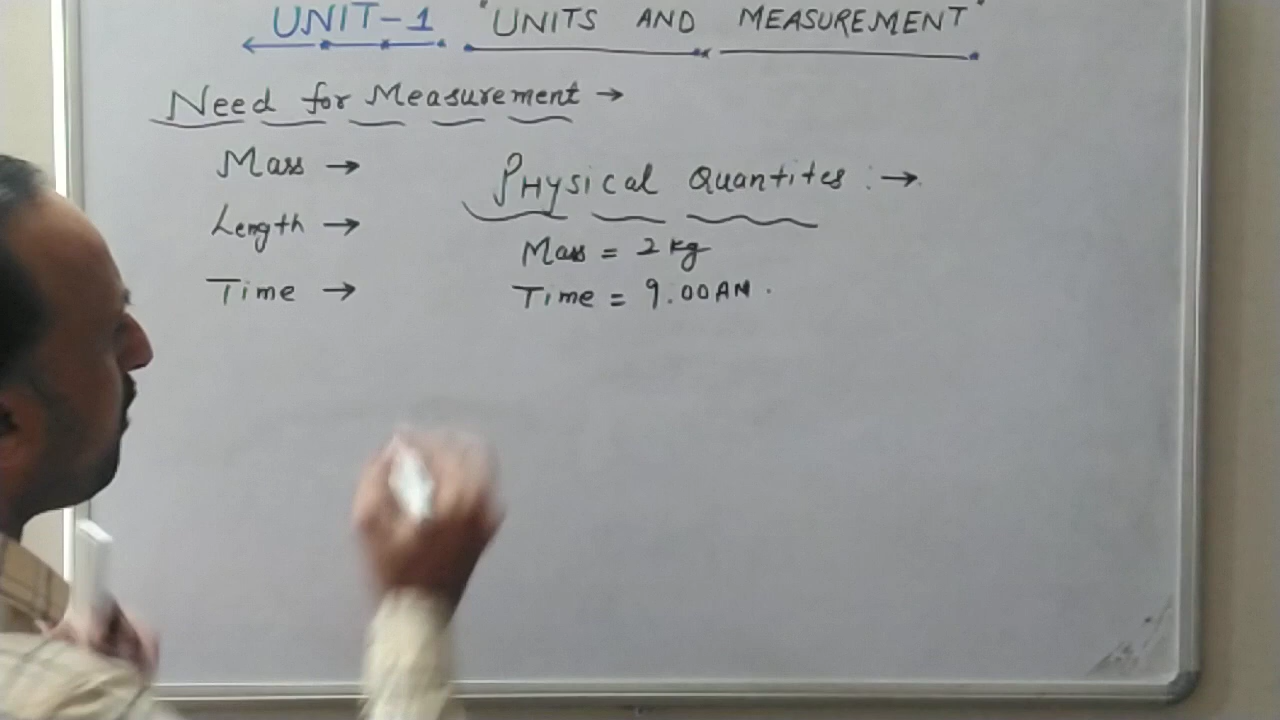 UNIT-1 "UNITS AND MEASUREMENT"
Need for Measurement →
Mass →
Length →
Time →
Physical Quantites : →
Mass = 2 kg
Time = 9.00 AM.